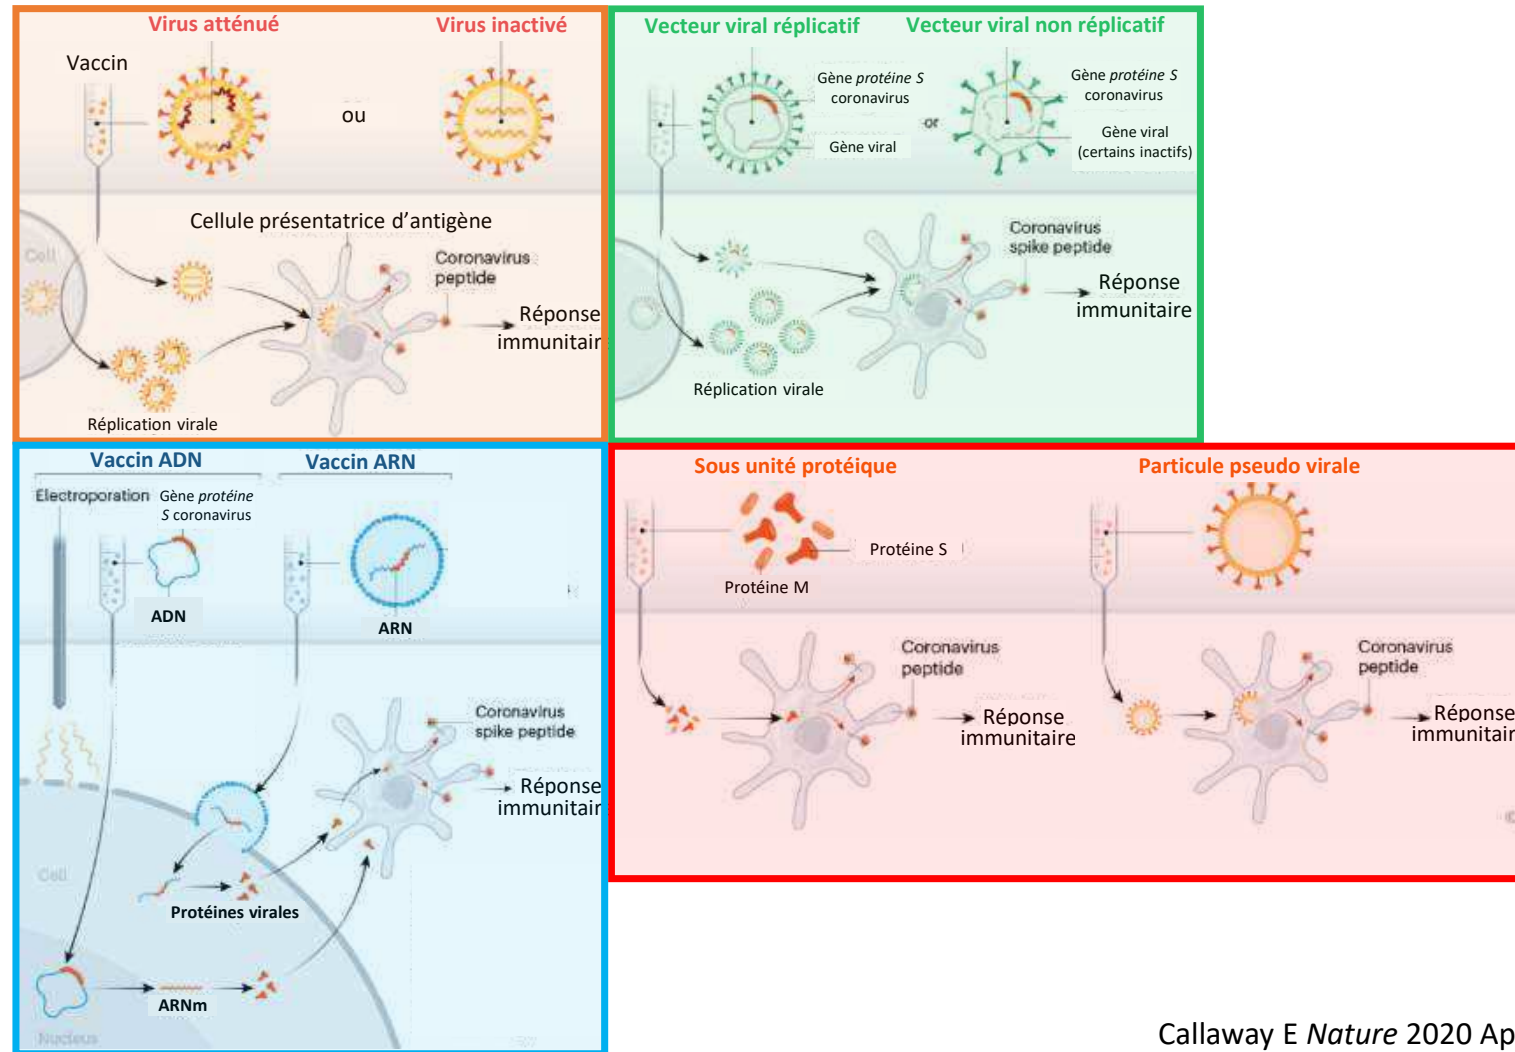 Virus atténué
Virus inactivé
Vaccin
ou
Cellule présentatrice d'antigène
Cell
Coronavirus
peptide
Réponse
immunitair
Réplication virale
Vecteur viral réplicatif
Vecteur viral non réplicatif
Gène protéine S
coronavirus
Gène viral
-or
Gène protéine S
coronavirus
Gène viral
(certains inactifs)
Coronavirus
spike peptide
Réponse
immunitaire
Réplication virale
Vaccin ADN
Vaccin ARN
Electroporation
Gène protéine
S coronavirus
ADN
ARN
Coronavirus
spike peptide
Réponse
immunitair
Cell
Protéines virales
ARNm
Nucleus
Sous unité protéique
Particule pseudo virale
Protéine S
Protéine M
Coronavirus
peptide
Réponse
immunitaire
Coronavirus
peptide
Réponse
immunitair
Callaway E Nature 2020 Ap